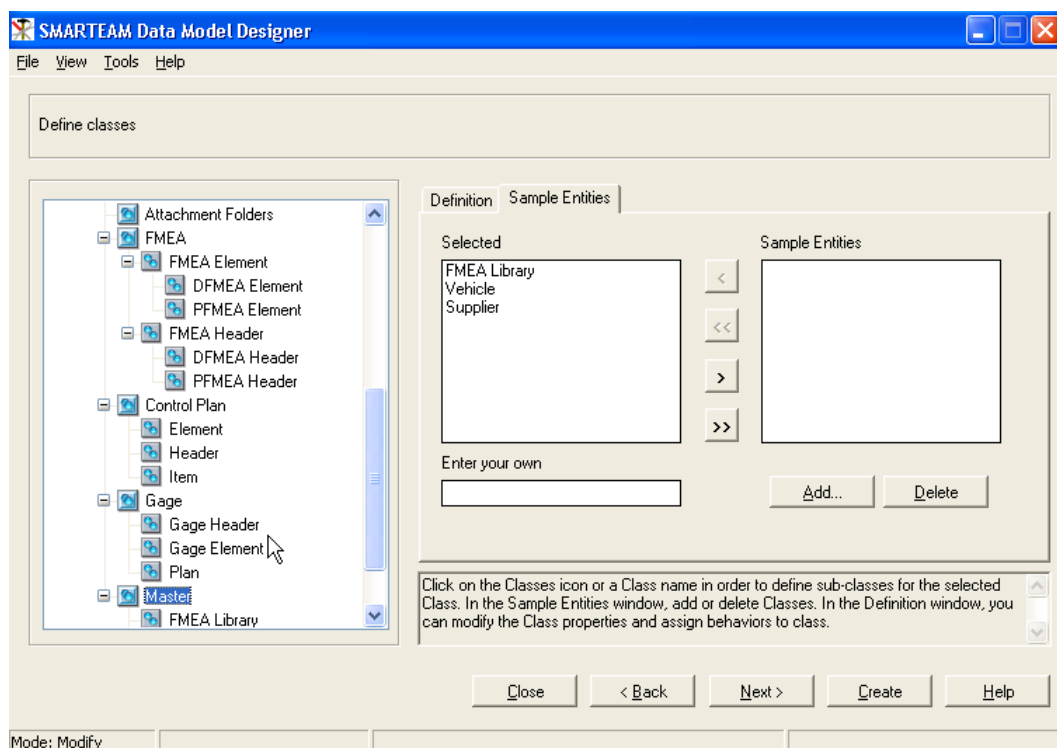 SMARTEAM Data Model Designer
File View Tools Help
Define classes
Attachment Folders
FMEA
FMEA Element
DFMEA Element
PFMEA Element
FMEA Header
DFMEA Header
PFMEA Header
Control Plan
Element
Header
Item
Gage
Gage Header
Gage Element
Plan
Master
FMEA Library
Definition Sample Entities
Selected
FMEA Library
Vehicle
Supplier
<
<<
>
>>
Sample Entities
Enter your own
Add... Delete
Click on the Classes icon or a Class name in order to define sub-classes for the selected
Class. In the Sample Entities window, add or delete Classes. In the Definition window, you
can modify the Class properties and assign behaviors to class.
Close < Back Next > Create Help
Mode: Modify